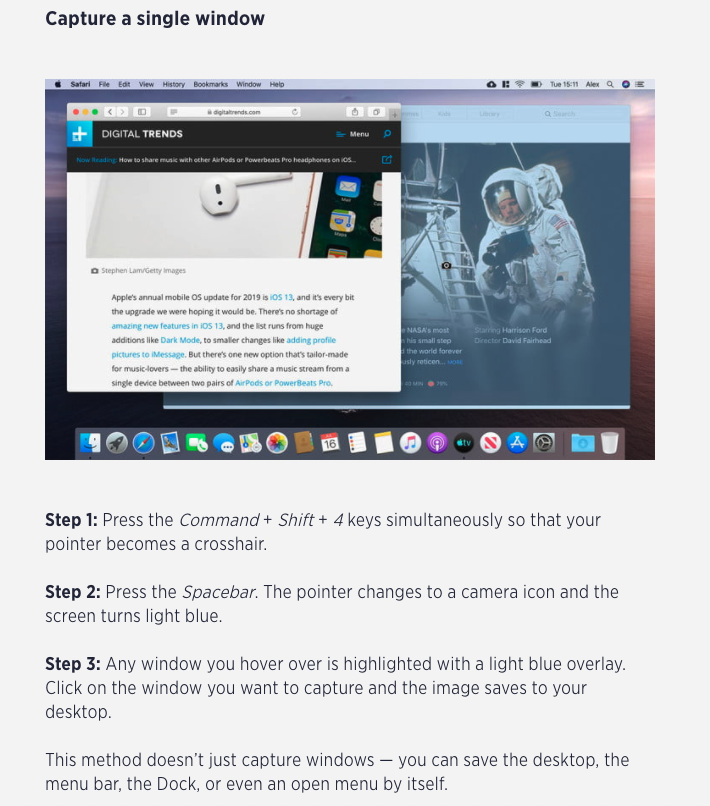 Capture a single window
Safari File Edit View History Bookmarks Window Help
Tue 15:11 Alex
digitaltrends.com
DIGITAL TRENDS
Menu
Now Reading: How to share music with other AirPods or Powerbeats Pro headphones on iOS...
Kids Library Search
Mail
Maps
Stephen Lam/Getty Images
Apple's annual mobile OS update for 2019 is iOS 13, and it's every bit
the upgrade we were hoping it would be. There's no shortage of
amazing new features in iOS 13, and the list runs from huge
additions like Dark Mode, to smaller changes like adding profile
pictures to iMessage. But there's one new option that's tailor-made
for music-lovers — the ability to easily share a music stream from a
single device between two pairs of AirPods or PowerBeats Pro.
NASA's most
his small step
the world forever
MORE
Starring Harrison Ford
Director David Fairhead
MIN 76%
16
tv
Step 1: Press the Command + Shift + 4 keys simultaneously so that your
pointer becomes a crosshair.
Step 2: Press the Spacebar. The pointer changes to a camera icon and the
screen turns light blue.
Step 3: Any window you hover over is highlighted with a light blue overlay.
Click on the window you want to capture and the image saves to your
desktop.
This method doesn't just capture windows — you can save the desktop, the
menu bar, the Dock, or even an open menu by itself.